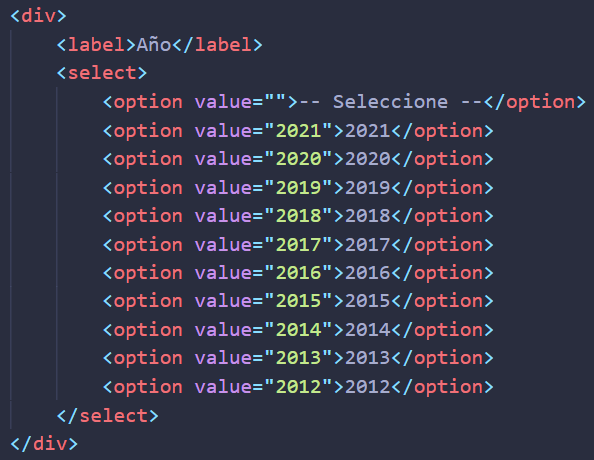 <div>
<label>Año</label>
<select>
<option value="">-- Seleccione --</option>
<option value="2021">2021</option>
<option value="2020">2020</option>
<option value="2019">2019</option>
<option value="2018">2018</option>
<option value="2017">2017</option>
<option value="2016">2016</option>
<option value="2015">2015</option>
<option value="2014">2014</option>
<option value="2013">2013</option>
<option value="2012">2012</option>
</select>
</div>